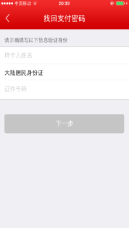 中国移动 20:30
找回支付密码
请正确填写以下信息验证身份
持卡人姓名
大陆居民身份证
证件号码
下一步